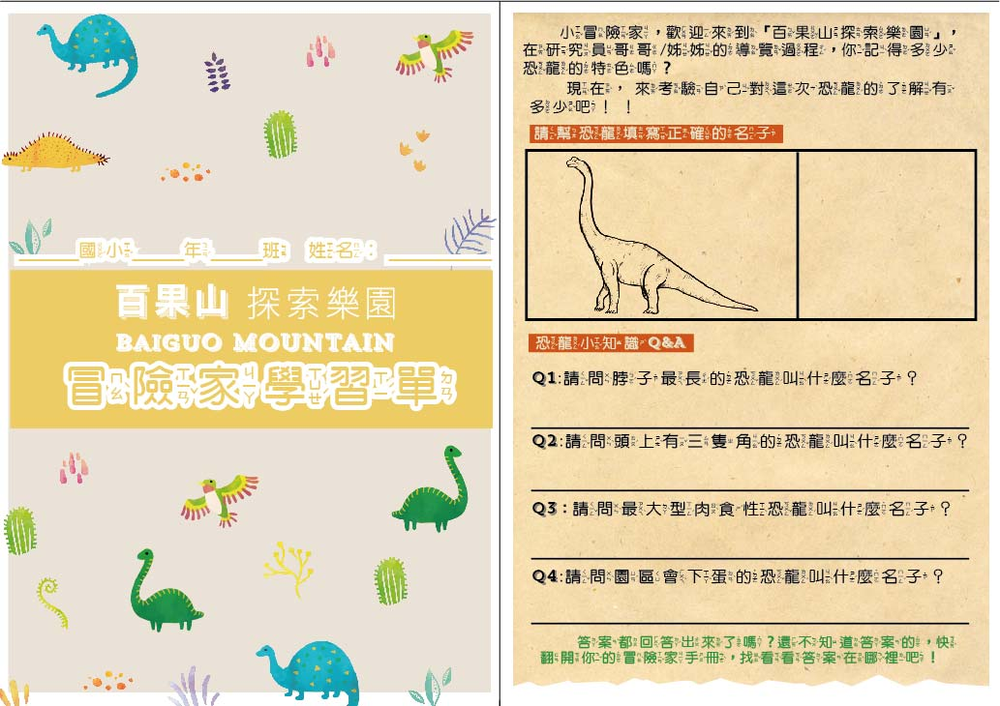 國小 年 班 姓名：
百果山 探索樂園
BAIGUO MOUNTAIN
冒險家學習單
小冒險家，歡迎來到「百果山探索樂園」，
在研究員哥哥/姊姊的導覽過程，你記得多少
恐龍的特色嗎？
現在，來考驗自己對這次恐龍的了解有
多少吧！！
請幫恐龍填寫正確的名子
恐龍小知識 Q&A
Q1:請問脖子最長的恐龍叫什麼名子？
Q2:請問頭上有三隻角的恐龍叫什麼名子？
Q3：請問最大型肉食性恐龍叫什麼名子？
Q4:請問園區會下蛋的恐龍叫什麼名子？
答案都回答出來了嗎？還不知道答案的，快
翻開你的冒險家手冊，找看看答案在哪裡吧！